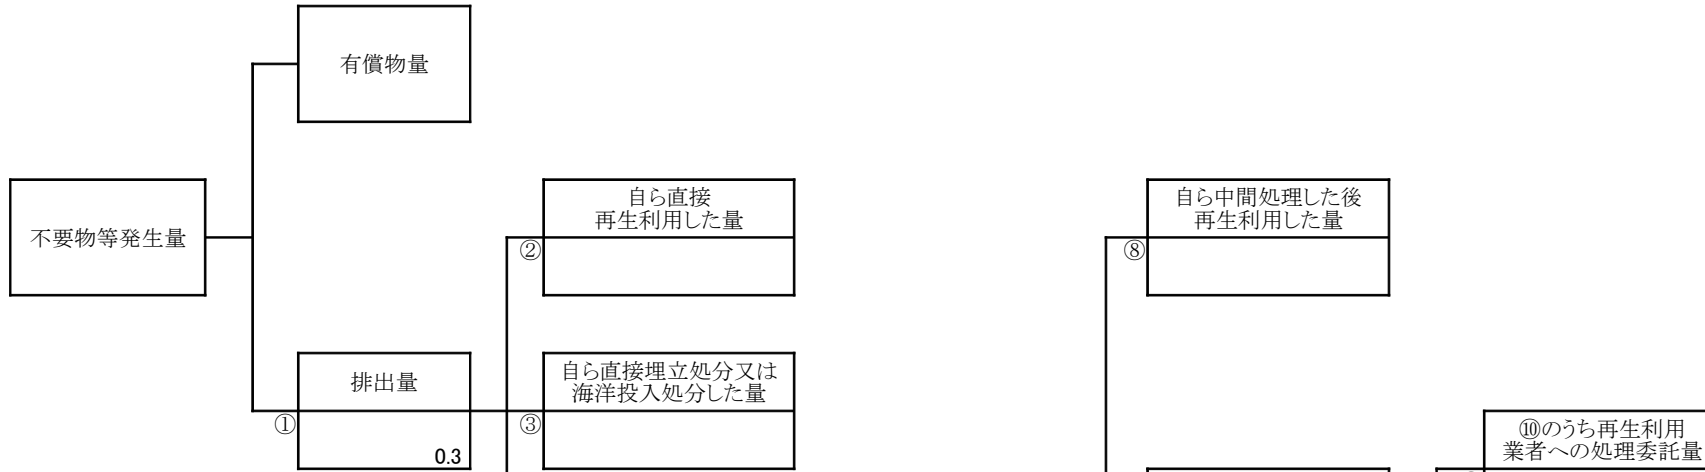 有償物量
不要物等発生量
自ら直接
再生利用した量
②
自ら中間処理した後
再生利用した量
⑧
排出量
①
0.3
自ら直接埋立処分又は
海洋投入処分した量
③
⑩のうち再生利用
業者への処理委託量